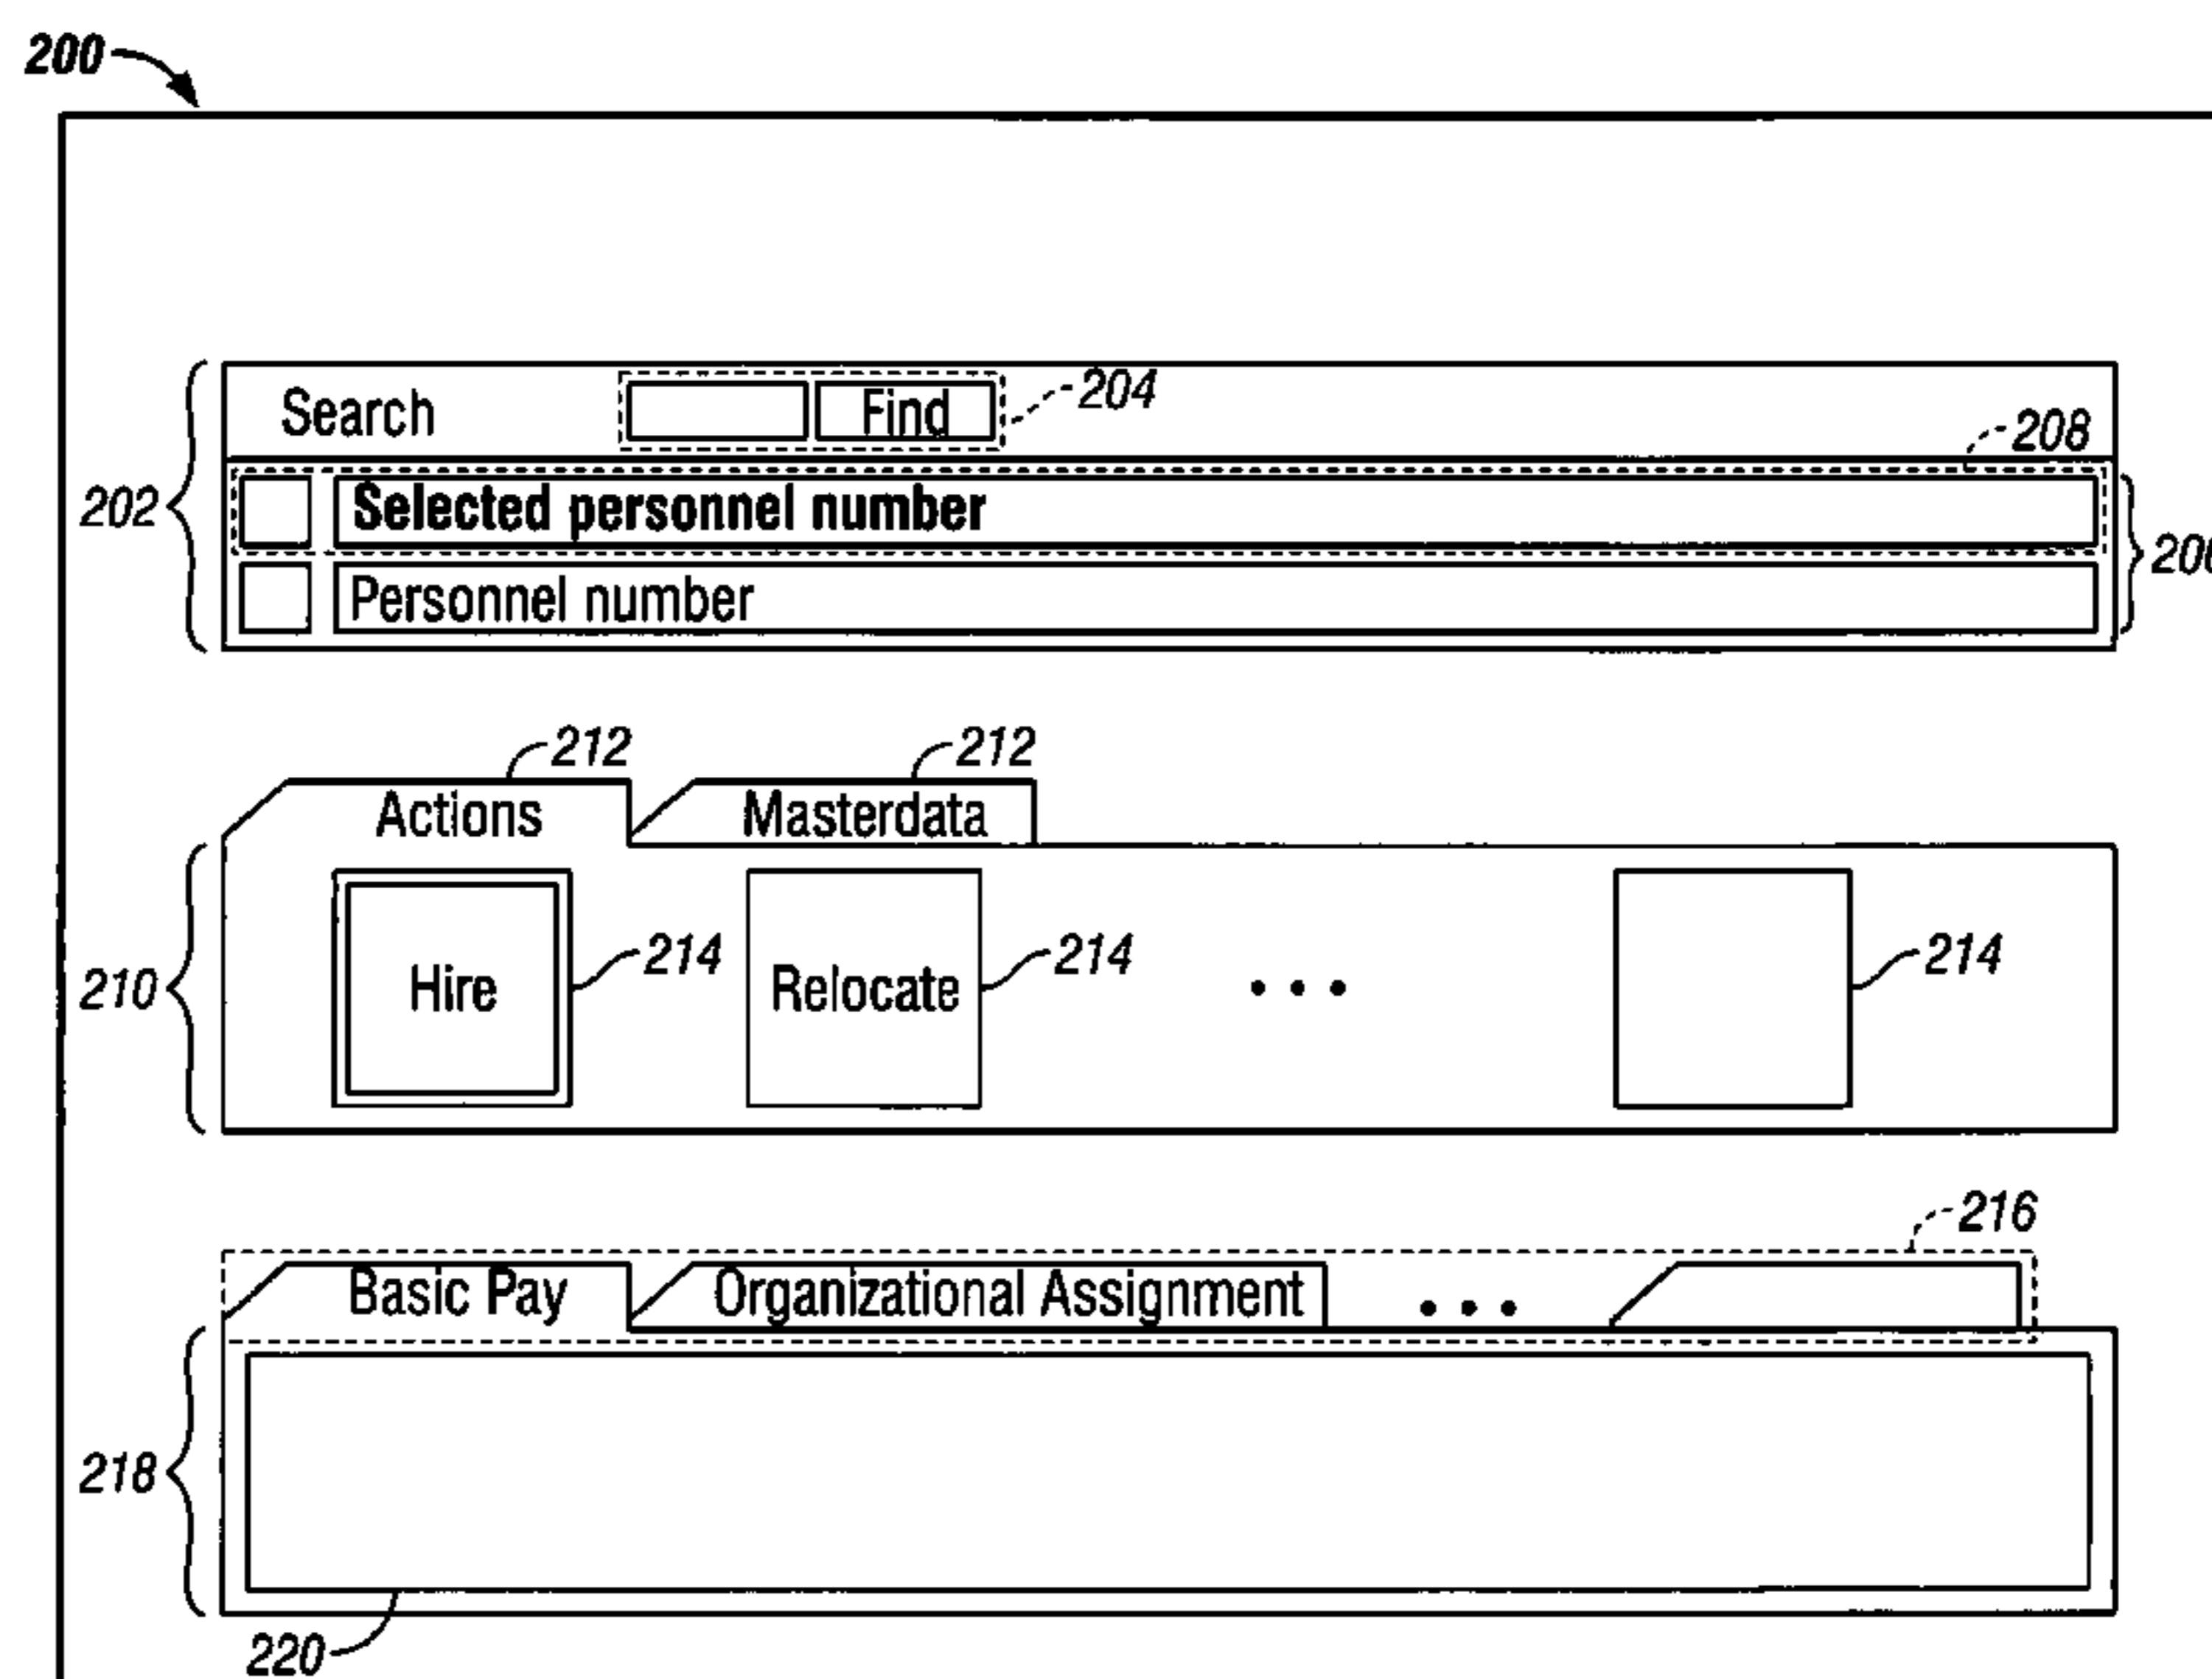 200
Search Find 204
208
202 Selected personnel number
Personnel number
212 212
Actions Masterdata
210 Hire 214 Relocate 214 • • • 214
216
Basic Pay Organizational Assignment • • •
218
220